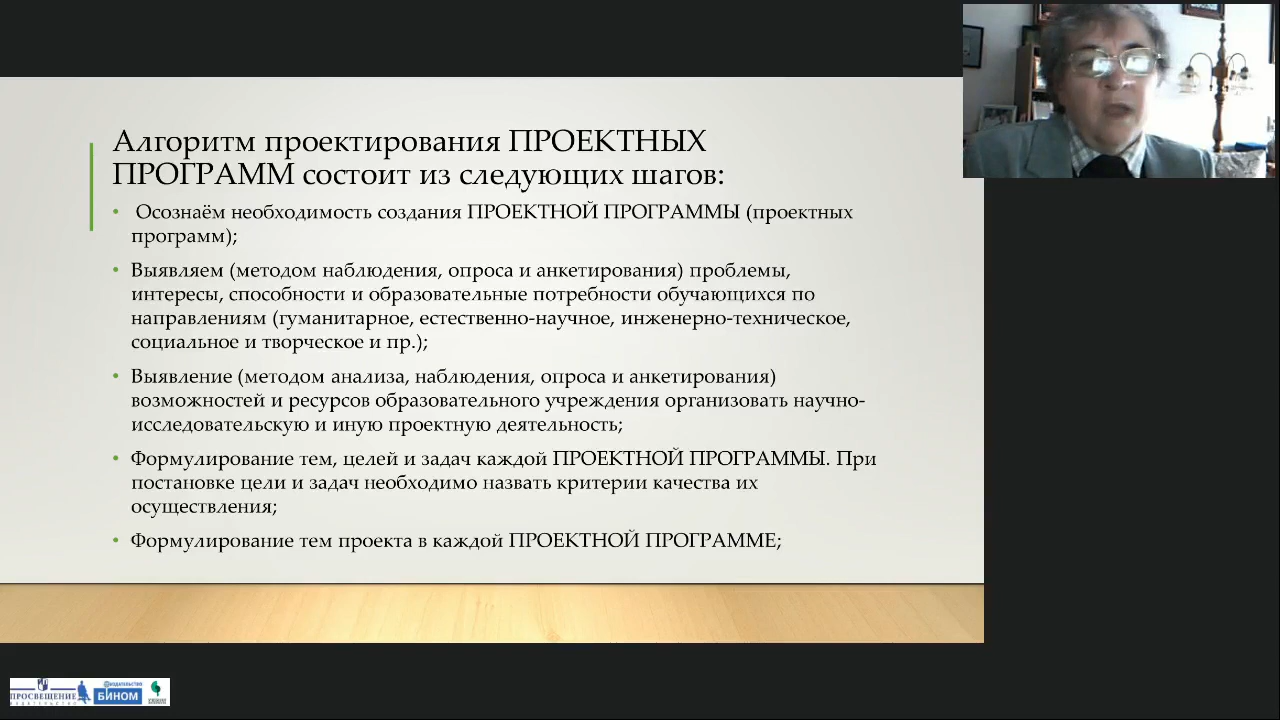 Алгоритм проектирования ПРОЕКТНЫХ
ПРОГРАММ состоит из следующих шагов:
• Осознаём необходимость создания ПРОЕКТНОЙ ПРОГРАММЫ (проектных
программ);
• Выявляем (методом наблюдения, опроса и анкетирования) проблемы,
интересы, способности и образовательные потребности обучающихся по
направлениям (гуманитарное, естественно-научное, инженерно-техническое,
социальное и творческое и пр.);
• Выявление (методом анализа, наблюдения, опроса и анкетирования)
возможностей и ресурсов образовательного учреждения организовать научно-
исследовательскую и иную проектную деятельность;
• Формулирование тем, целей и задач каждой ПРОЕКТНОЙ ПРОГРАММЫ. При
постановке цели и задач необходимо назвать критерии качества их
осуществления;
• Формулирование тем проекта в каждой ПРОЕКТНОЙ ПРОГРАММЕ;
ПРОСВЕЩЕНИЕ
ИЗДАТЕЛЬСТВО
ИЗДАТЕЛЬСТВО
БИНОМ